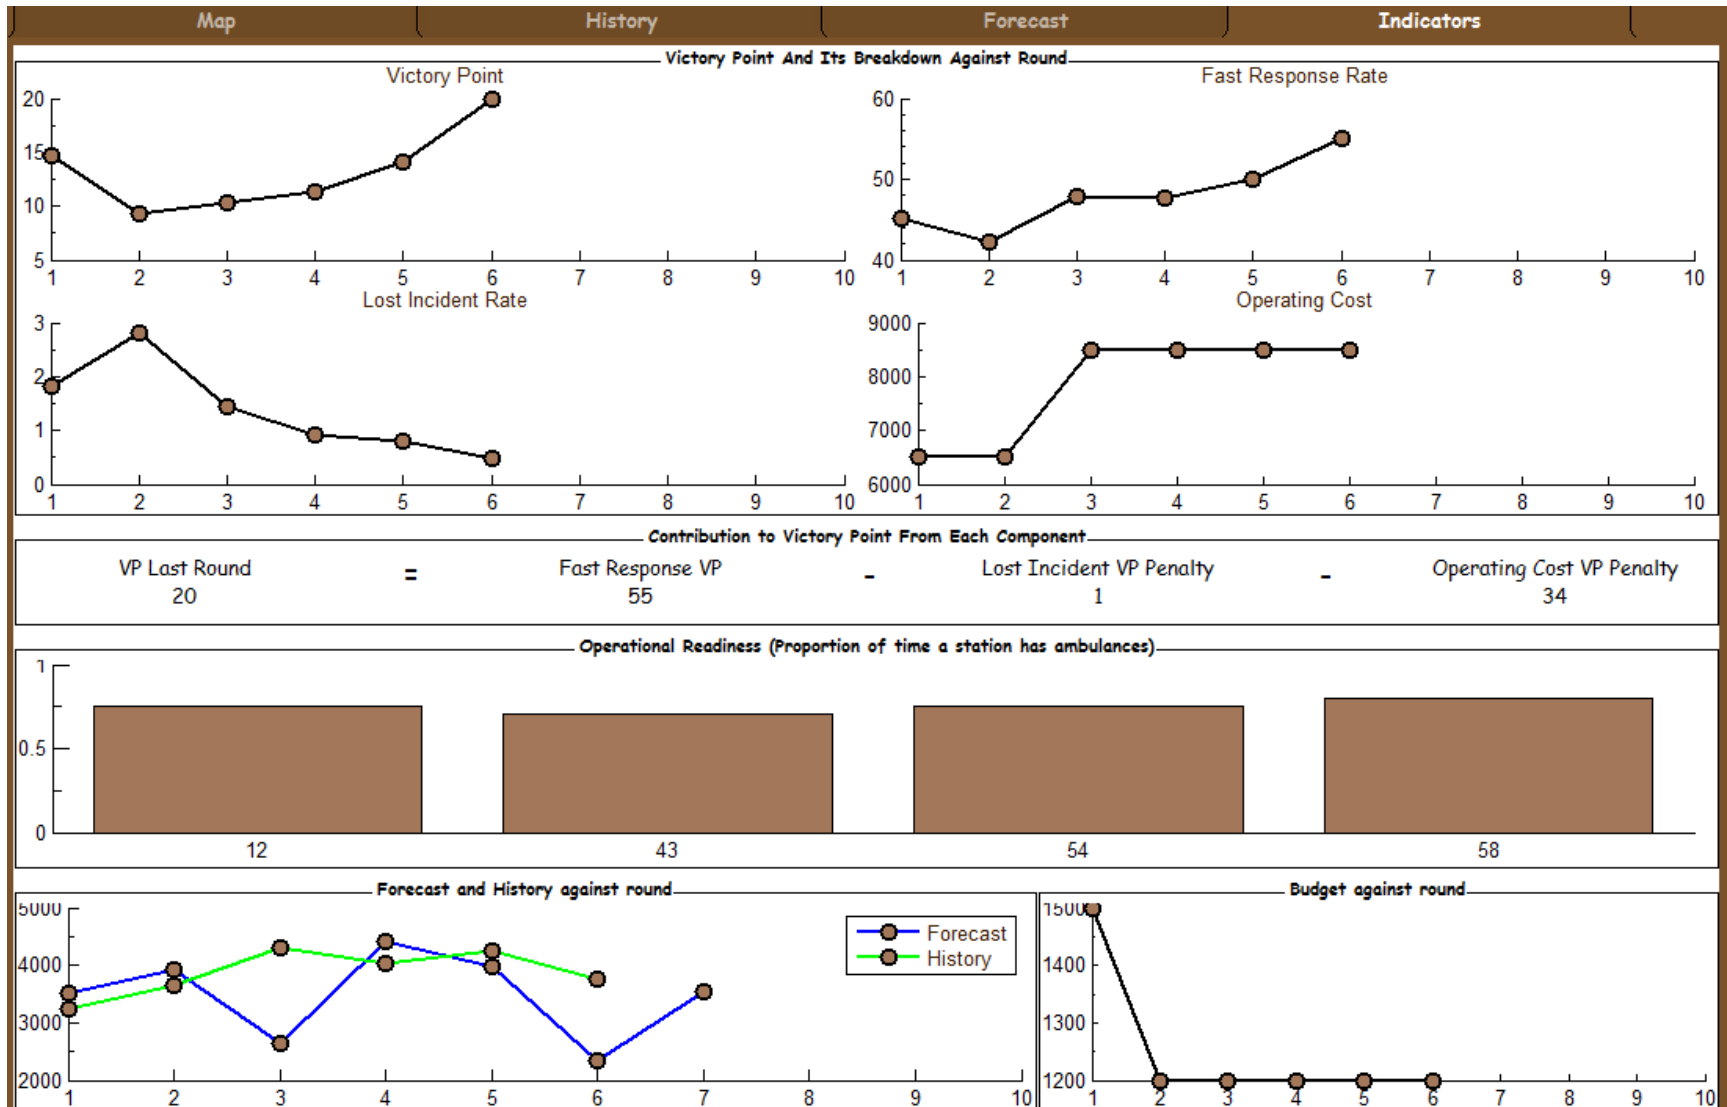 Map History Forecast Indicators
Victory Point And Its Breakdown Against Round
Victory Point
20
15
10
5
1 2 3 4 5 6 7 8 9 10
Fast Response Rate
60
50
40
1 2 3 4 5 6 7 8 9 10
Lost Incident Rate
3
2
1
0
1 2 3 4 5 6 7 8 9 10
Operating Cost
9000
8000
7000
6000
1 2 3 4 5 6 7 8 9 10
Contribution to Victory Point From Each Component
VP Last Round = Fast Response VP - Lost Incident VP Penalty - Operating Cost VP Penalty
20 55 1 34
Operational Readiness (Proportion of time a station has ambulances)
1
0.5
0
12 43 54 58
Forecast and History against round
5000
4000
3000
2000
1 2 3 4 5 6 7 8 9 10
Forecast
History
Budget against round
1500
1400
1300
1200
1 2 3 4 5 6 7 8 9 10